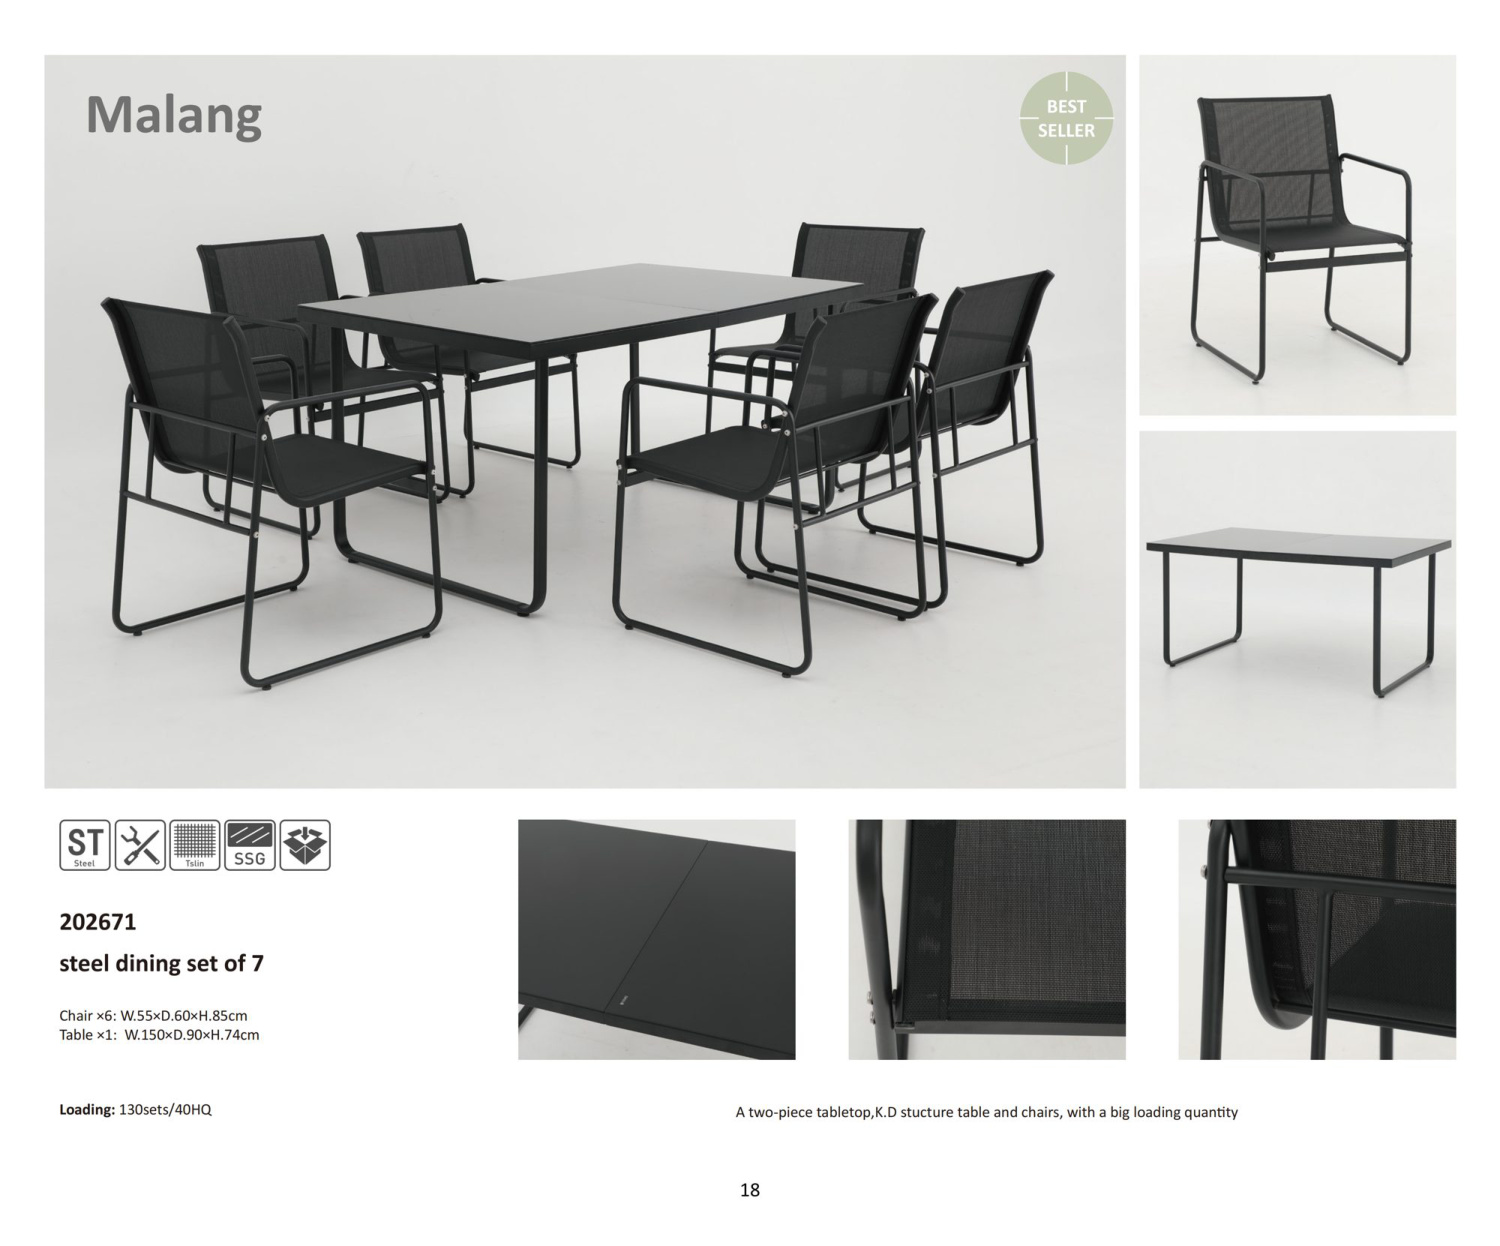 Malang
BEST
SELLER
ST
Steel
Tslin
SSG
202671
steel dining set of 7
Chair ×6: W.55×D.60×H.85cm
Table ×1:  W.150×D.90×H.74cm
Loading: 130sets/40HQ
A two-piece tabletop,K.D stucture table and chairs, with a big loading quantity
18